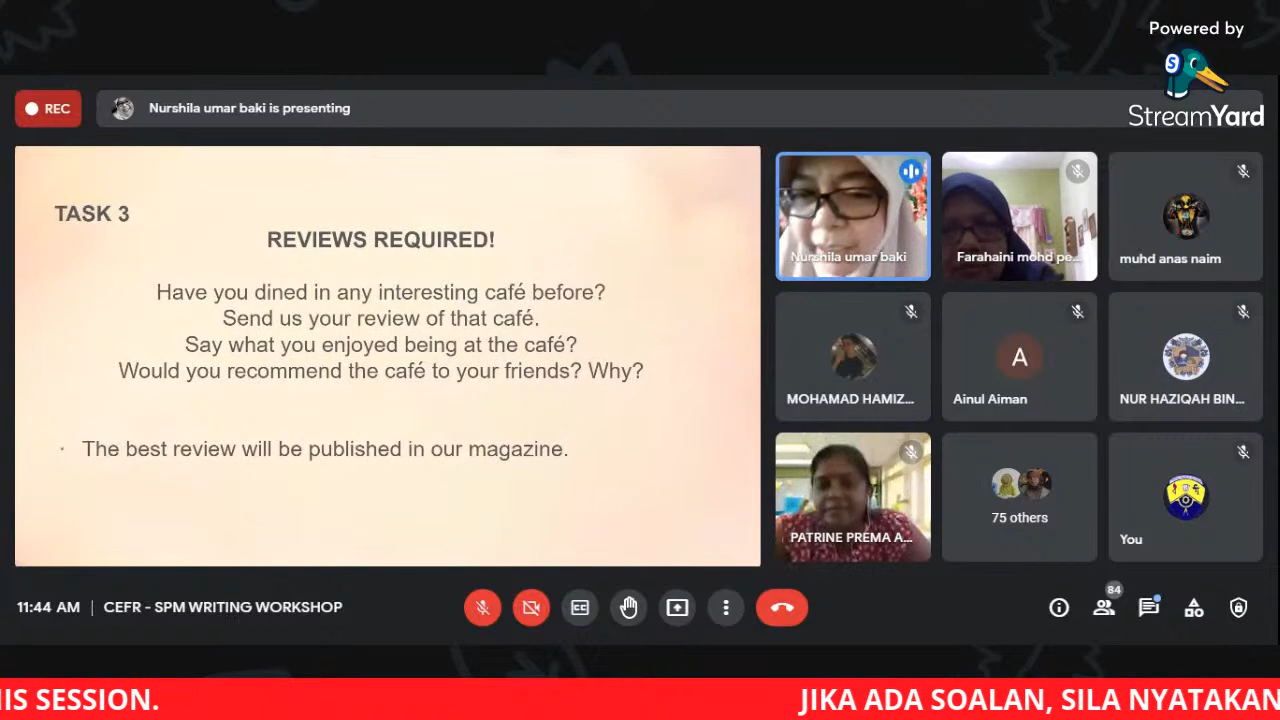 Powered by
StreamYard
REC
Nurshila umar baki is presenting
TASK 3
REVIEWS REQUIRED!
Have you dined in any interesting café before?
Send us your review of that café.
Say what you enjoyed being at the café?
Would you recommend the café to your friends? Why?
· The best review will be published in our magazine.
Nurshila umar baki
Farahaini mohd pe...
muhd anas naim
MOHAMAD HAMIZ...
A
Ainul Aiman
NUR HAZIQAH BIN...
PATRINE PREMA A...
75 others
You
11:44 AM | CEFR - SPM WRITING WORKSHOP
84
HIS SESSION.
JIKA ADA SOALAN, SILA NYATAKAN